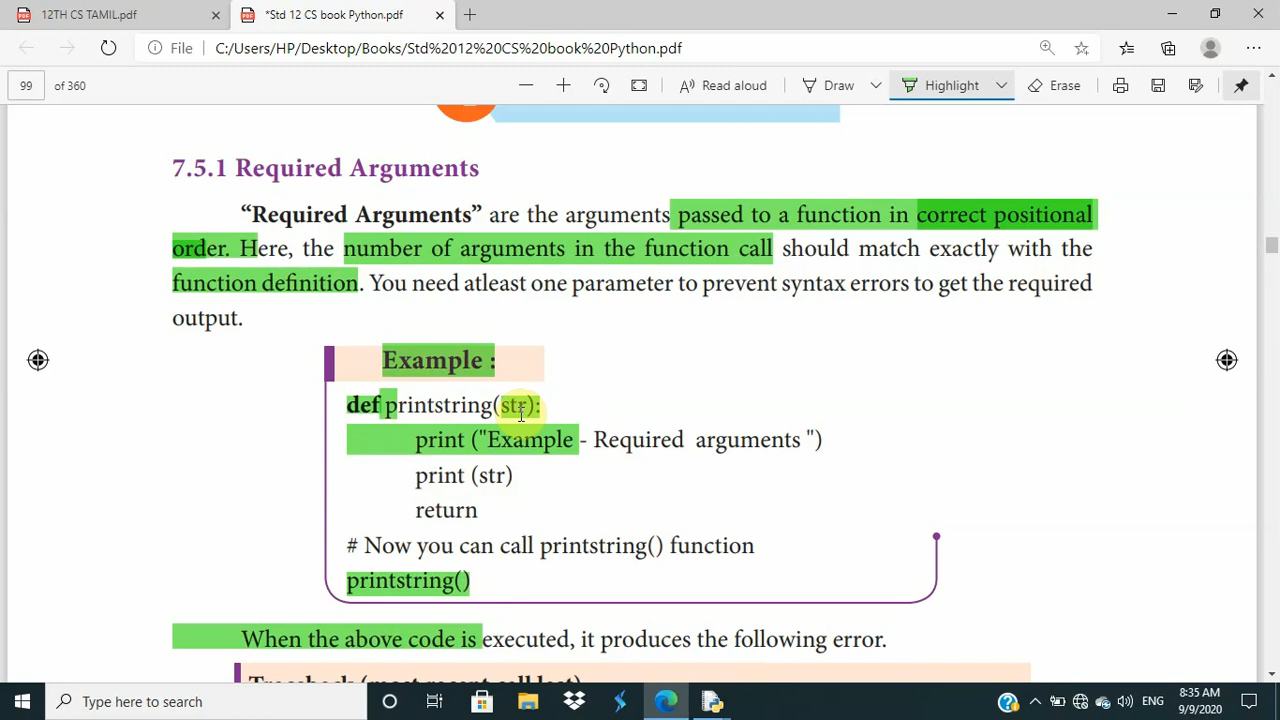 12TH CS TAMIL.pdf
*Std 12 CS book Python.pdf
File
C:/Users/HP/Desktop/Books/Std%2012%20CS%20book%20Python.pdf
99 of 360
Read aloud
Draw
Highlight
Erase
7.5.1 Required Arguments
“Required Arguments” are the arguments passed to a function in correct positional
order. Here, the number of arguments in the function call should match exactly with the
function definition. You need atleast one parameter to prevent syntax errors to get the required
output.
Example :
def printstring(str):
print ("Example - Required arguments ")
print (str)
return
# Now you can call printstring() function
printstring()
When the above code is executed, it produces the following error.
Traceback (most recent call last)
Type here to search
ENG
8:35 AM
9/9/2020